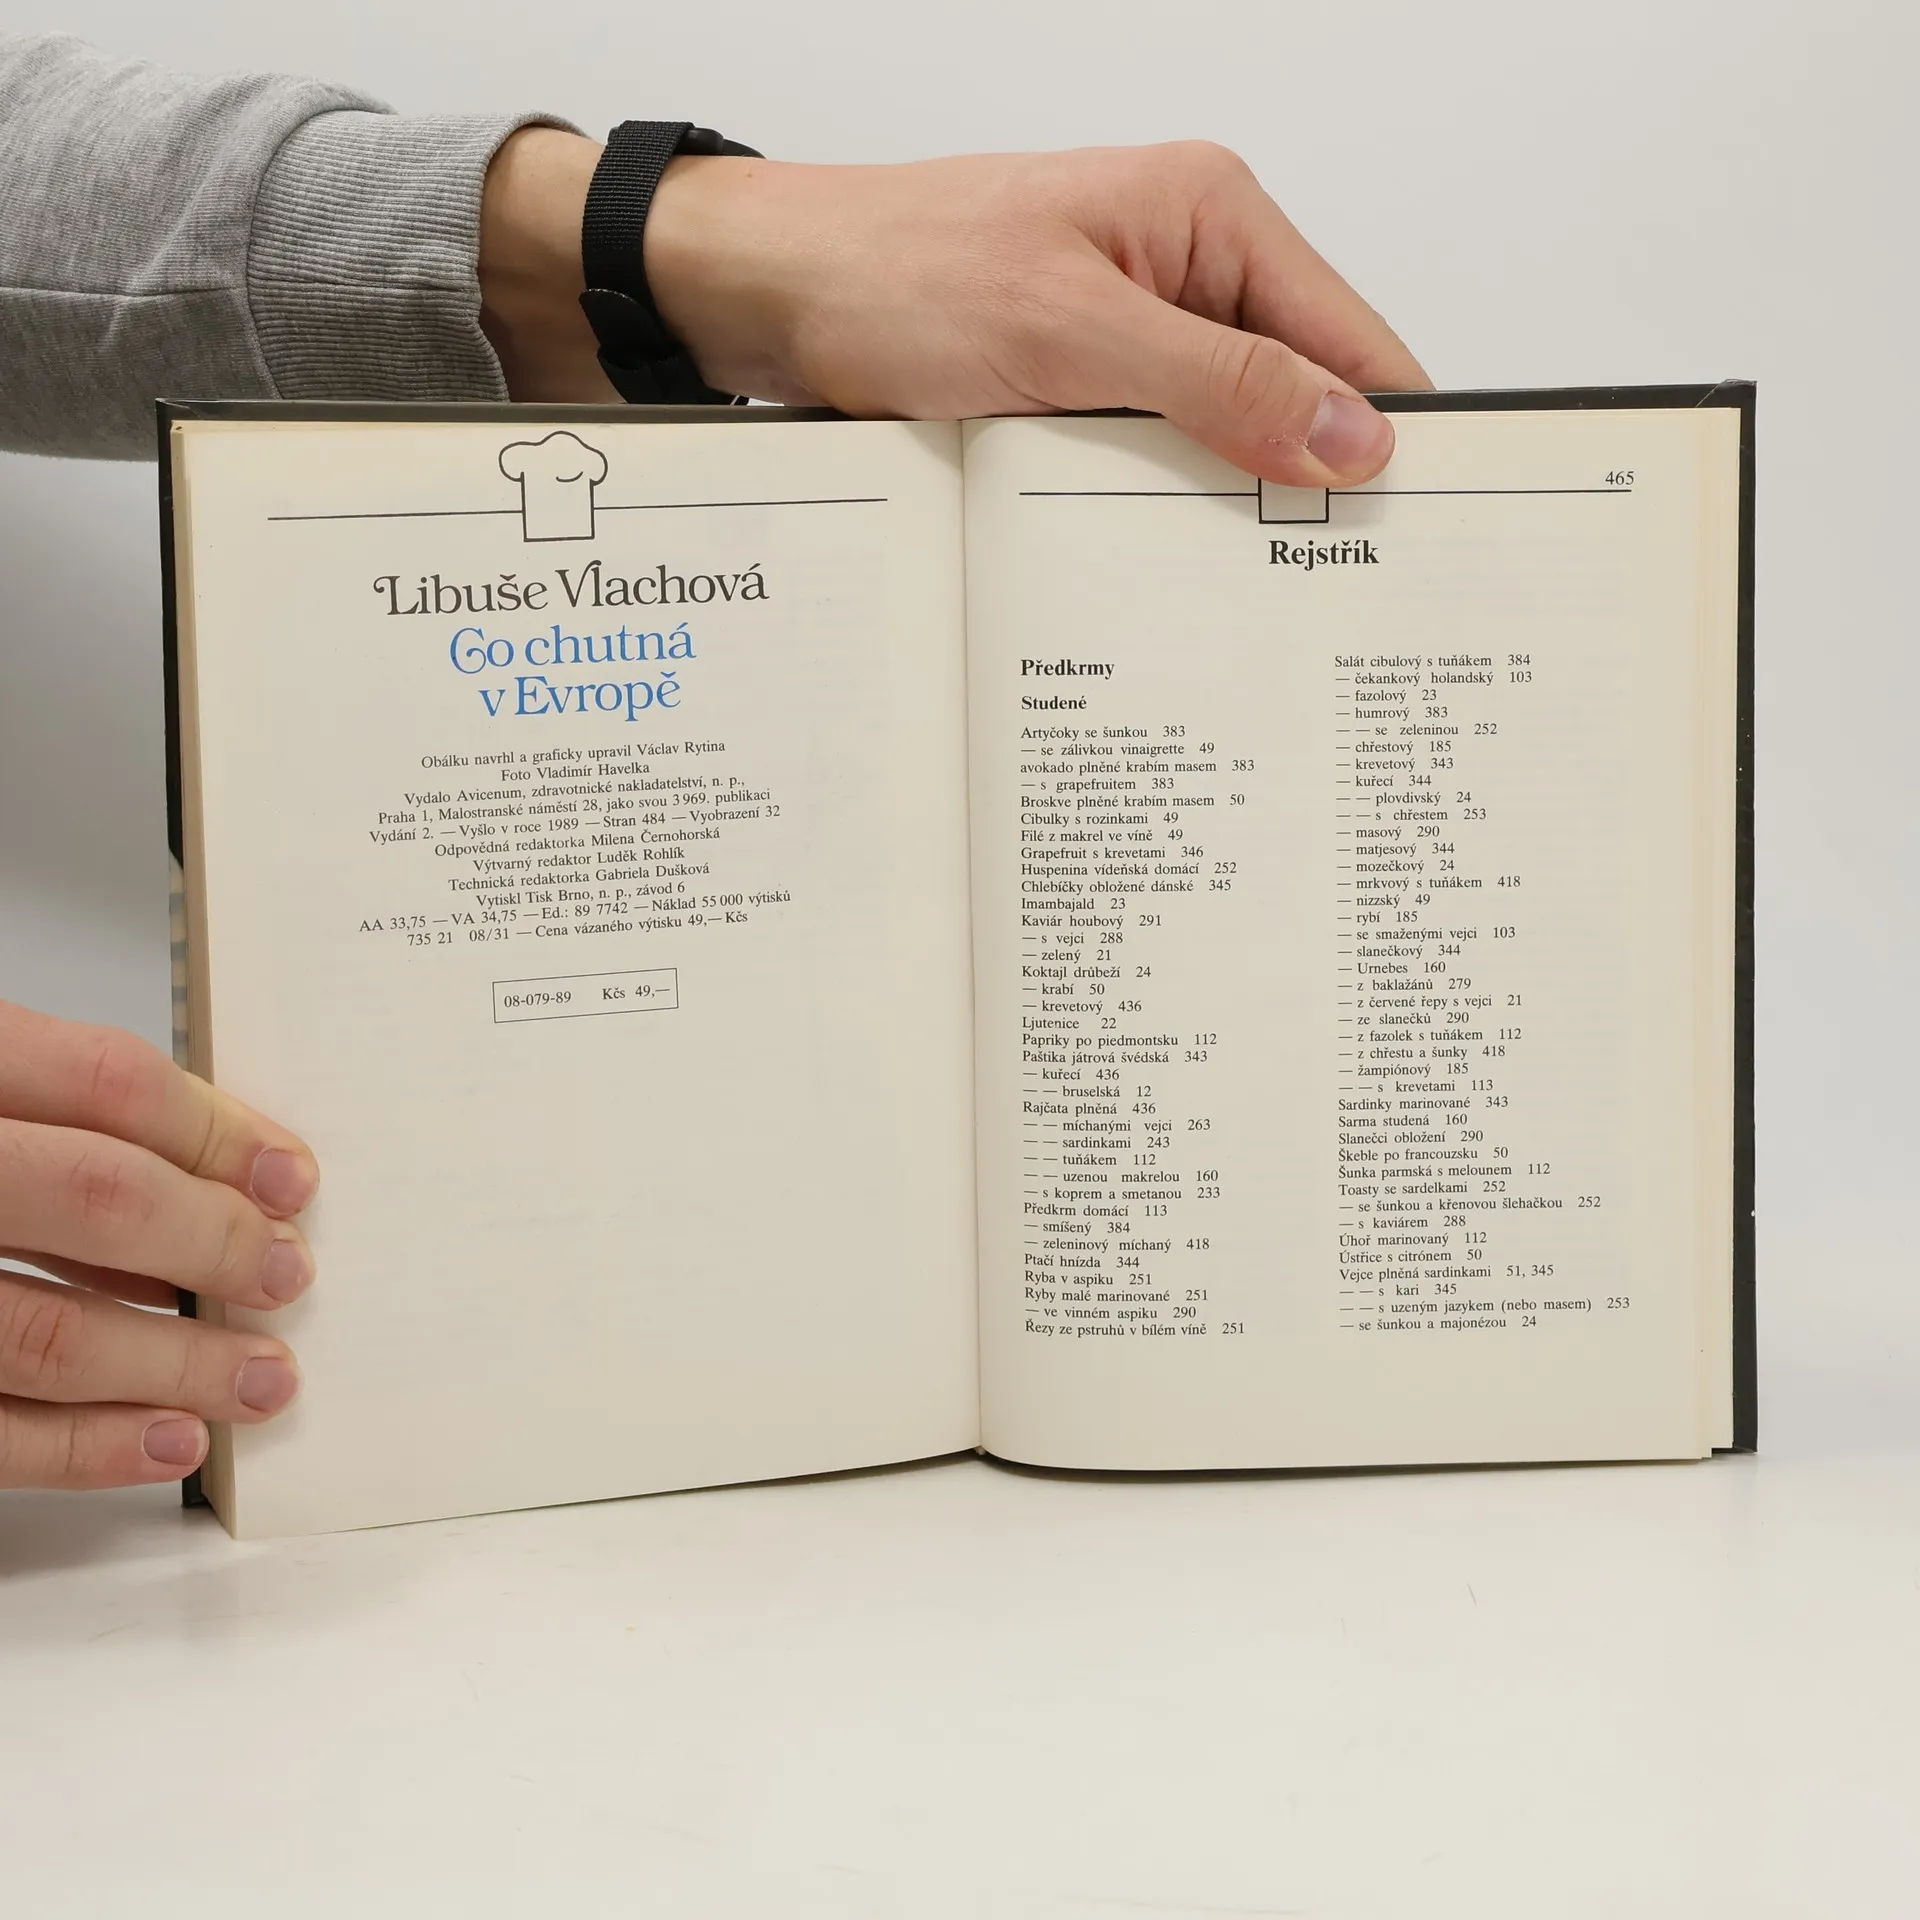 Libuše Vlachová
Co chutná
v Evropě
Obálku navrhl a graficky upravil Václav Rytina
Foto Vladimír Havelka
Vydalo Avicenum, zdravotnické nakladatelství, n. p.,
Praha 1, Malostranské náměstí 28, jako svou 3 969. publikaci
Vydání 2. — Vyšlo v roce 1989 — Stran 484 — Vyobrazení 32
Odpovědná redaktorka Milena Černohorská
Výtvarný redaktor Luděk Rohlík
Technická redaktorka Gabriela Dušková
Vytiskl Tisk Brno, n. p., závod 6
AA 33,75 — VA 34,75 — Ed.: 89 7742 — Náklad 55 000 výtisků
735 21 08/31 — Cena vázaného výtisku 49,— Kčs
08-079-89 Kčs 49,—
465
Rejstřík
Předkrmy
Studené
Artyčoky se šunkou 383
— se zálivkou vinaigrette 49
avokado plněné krabím masem 383
— s grapefruitem 383
Broskve plněné krabím masem 50
Cibulky s rozinkami 49
Filé z makrel ve víně 49
Grapefruit s krevetami 346
Huspenina vídeňská domácí 252
Chlebíčky obložené dánské 345
Imambajald 23
Kaviár houbový 291
— s vejci 288
— zelený 21
Koktajl drůbeží 24
— krabí 50
— krevetový 436
Ljutenice 22
Papriky po piedmontsku 112
Paštika játrová švédská 343
— kuřecí 436
— — bruselská 12
Rajčata plněná 436
— — míchanými vejci 263
— — sardinkami 243
— — tuňákem 112
— — uzenou makrelou 160
— s koprem a smetanou 233
Předkrm domácí 113
— smíšený 384
— zeleninový míchaný 418
Ptačí hnízda 344
Ryba v aspiku 251
Ryby malé marinované 251
— ve vinném aspiku 290
Řezy ze pstruhů v bílém víně 251
Salát cibulový s tuňákem 384
— čekankový holandský 103
— fazolový 23
— humrový 383
— — se zeleninou 252
— chřestový 185
— krevetový 343
— kuřecí 344
— — plovdivský 24
— — s chřestem 253
— masový 290
— matjesový 344
— mozečkový 24
— mrkvový s tuňákem 418
— nizzský 49
— rybí 185
— se smaženými vejci 103
— slanečkový 344
— Urnebes 160
— z baklažánů 279
— z červené řepy s vejci 21
— ze slanečků 290
— z fazolek s tuňákem 112
— z chřestu a šunky 418
— žampiónový 185
— — s krevetami 113
Sardinky marinované 343
Sarma studená 160
Slanečci obložení 290
Škeble po francouzsku 50
Šunka parmská s melounem 112
Toasty se sardelkami 252
— se šunkou a křenovou šlehačkou 252
— s kaviárem 288
Úhoř marinovaný 112
Ústřice s citrónem 50
Vejce plněná sardinkami 51, 345
— — s kari 345
— — s uzeným jazykem (nebo masem) 253
— se šunkou a majonézou 24